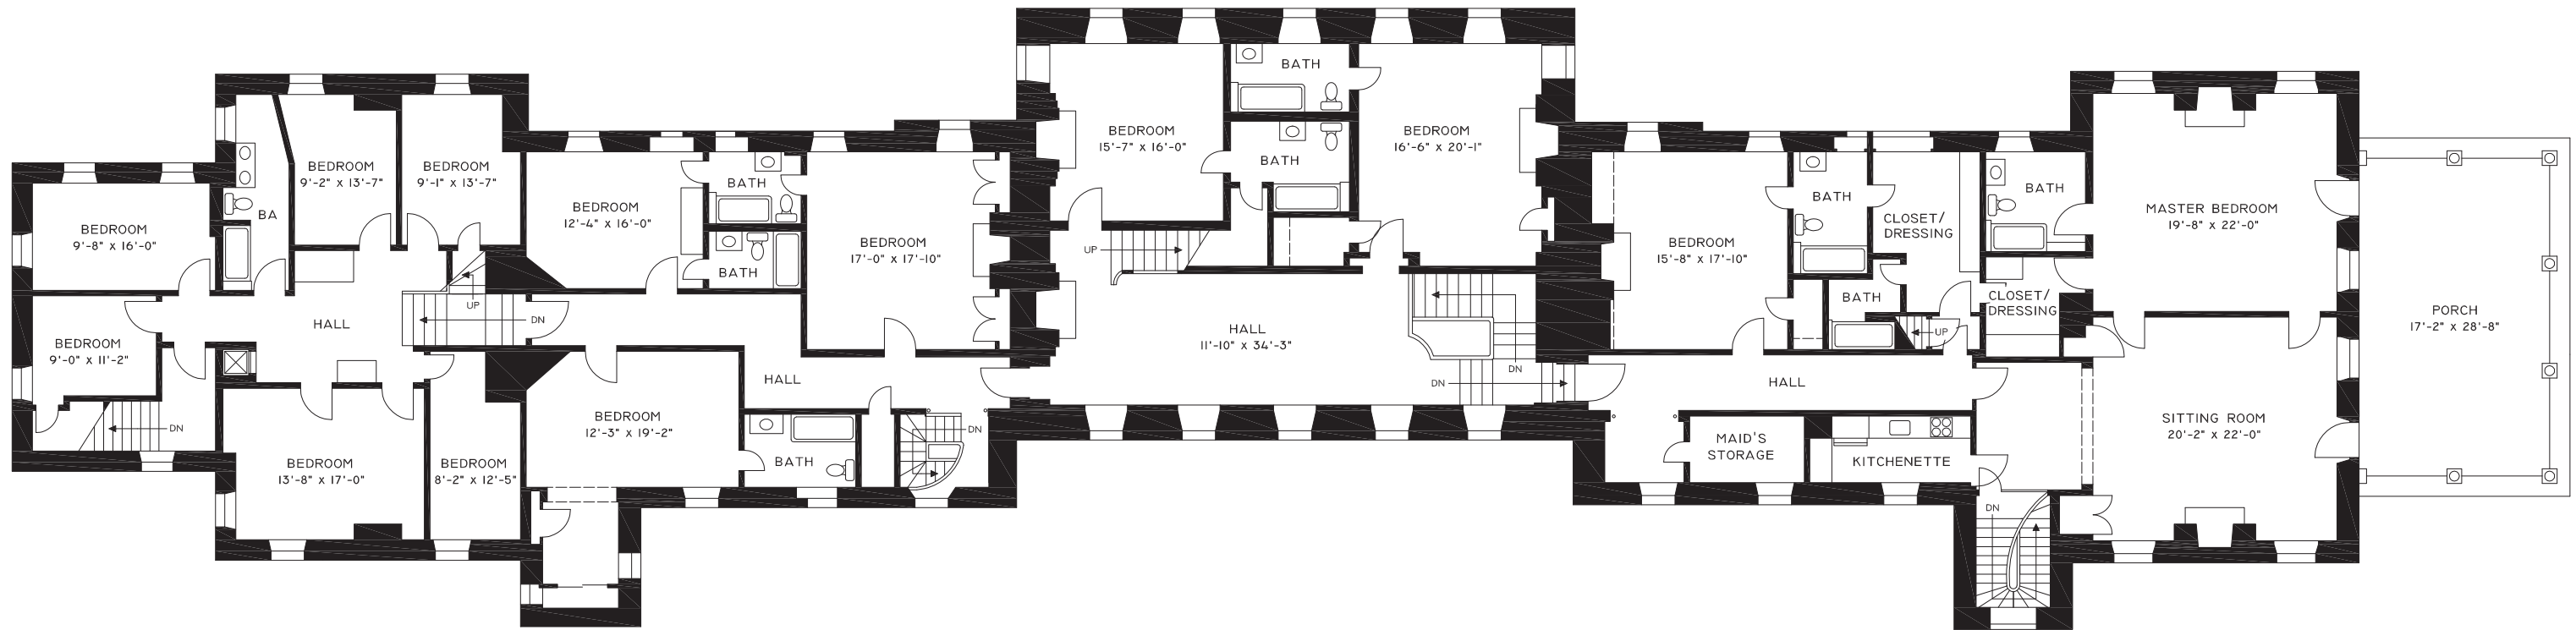 BEDROOM
9'-8" x 16'-0"
BEDROOM
9'-0" x 11'-2"
DN
BA
BEDROOM
9'-2" x 13'-7"
BEDROOM
9'-1" x 13'-7"
UP
DN
HALL
BEDROOM
13'-8" x 17'-0"
BEDROOM
8'-2" x 12'-5"
BEDROOM
12'-4" x 16'-0"
BATH
BATH
BEDROOM
17'-0" x 17'-10"
BEDROOM
12'-3" x 19'-2"
HALL
BATH
DN
BEDROOM
15'-7" x 16'-0"
BATH
BATH
BEDROOM
16'-6" x 20'-1"
UP
HALL
11'-10" x 34'-3"
DN
DN
BEDROOM
15'-8" x 17'-10"
BATH
CLOSET/
DRESSING
BATH
BATH
UP
CLOSET/
DRESSING
HALL
MAID'S
STORAGE
KITCHENETTE
DN
MASTER BEDROOM
19'-8" x 22'-0"
SITTING ROOM
20'-2" x 22'-0"
PORCH
17'-2" x 28'-8"